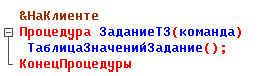 &НаКлиенте
Процедура ЗаданиеТЗ(команда)
ТаблицаЗначенийЗадание();
КонецПроцедуры